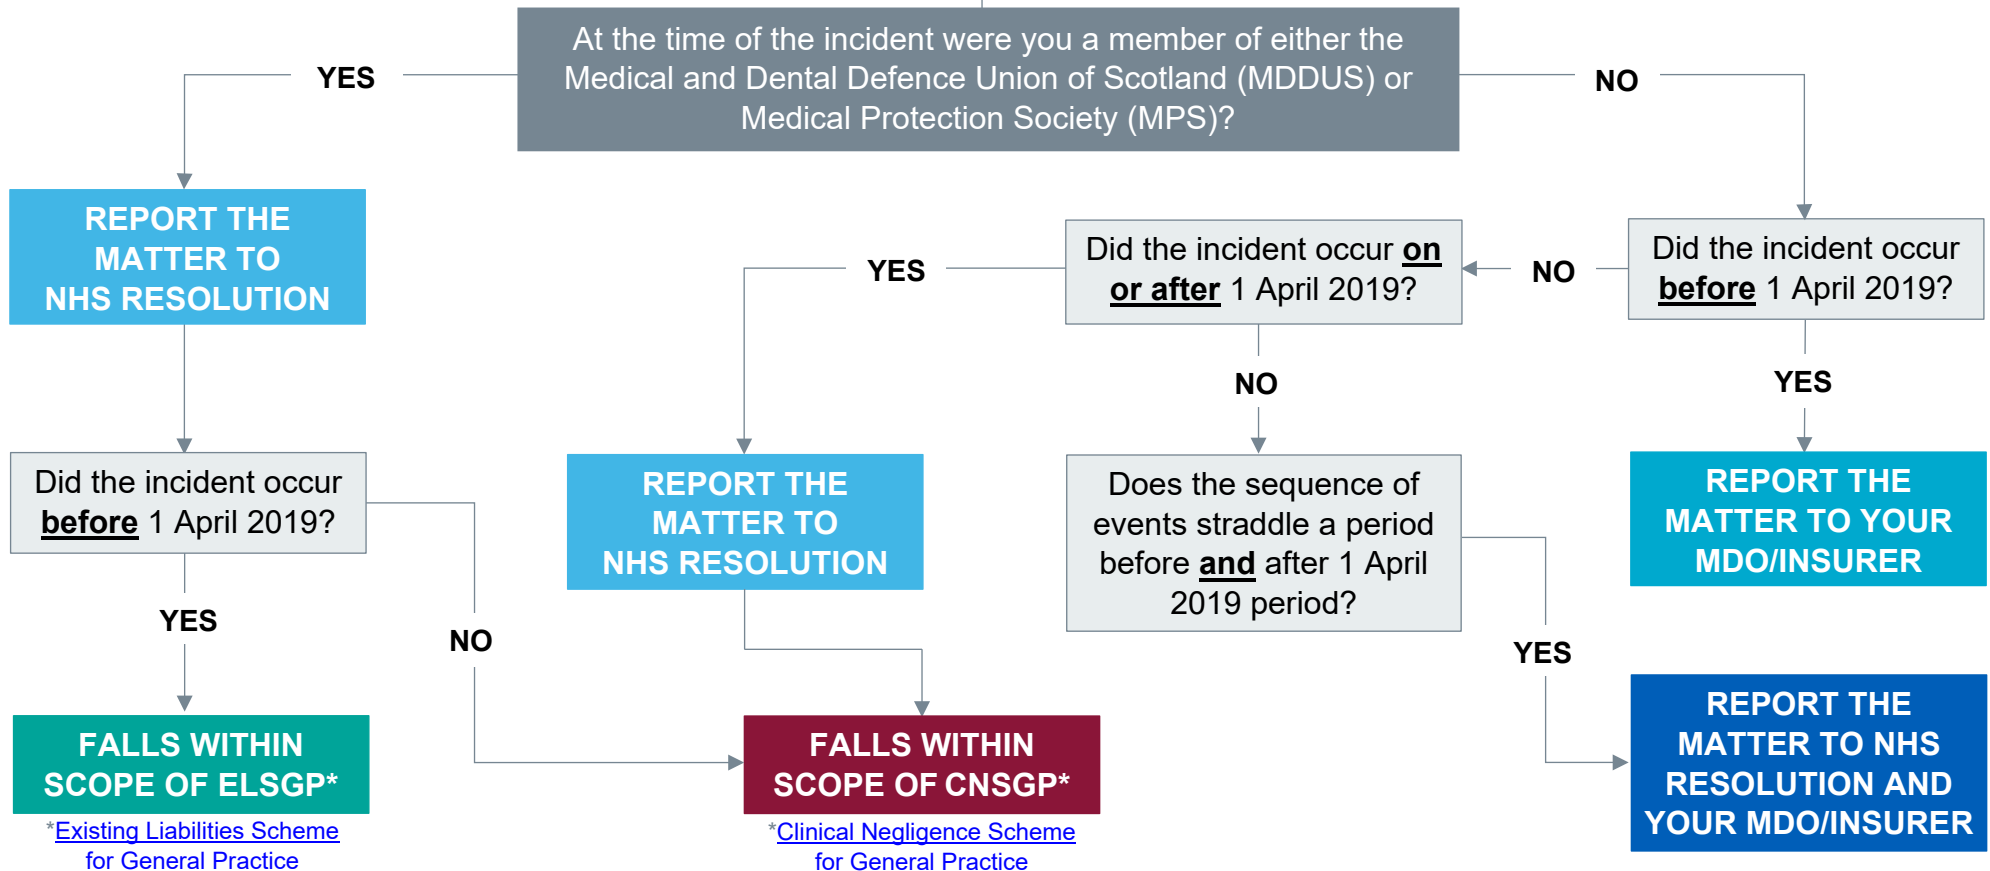 At the time of the incident were you a member of either the
Medical and Dental Defence Union of Scotland (MDDUS) or
Medical Protection Society (MPS)?
YES
NO
REPORT THE
MATTER TO
NHS RESOLUTION
Did the incident occur on
or after 1 April 2019?
Did the incident occur
before 1 April 2019?
YES
NO
NO
YES
Did the incident occur
before 1 April 2019?
REPORT THE
MATTER TO
NHS RESOLUTION
Does the sequence of
events straddle a period
before and after 1 April
2019 period?
REPORT THE
MATTER TO YOUR
MDO/INSURER
YES
NO
YES
FALLS WITHIN
SCOPE OF ELSGP*
*Existing Liabilities Scheme
for General Practice
FALLS WITHIN
SCOPE OF CNSGP*
*Clinical Negligence Scheme
for General Practice
REPORT THE
MATTER TO NHS
RESOLUTION AND
YOUR MDO/INSURER